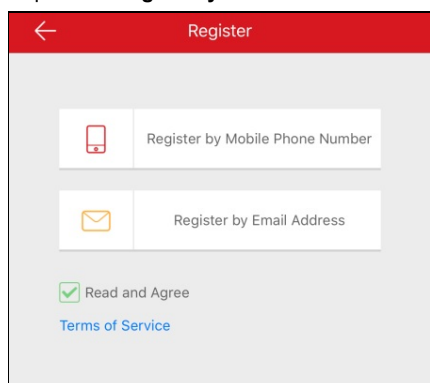 Register
Register by Mobile Phone Number
Register by Email Address
Read and Agree
Terms of Service